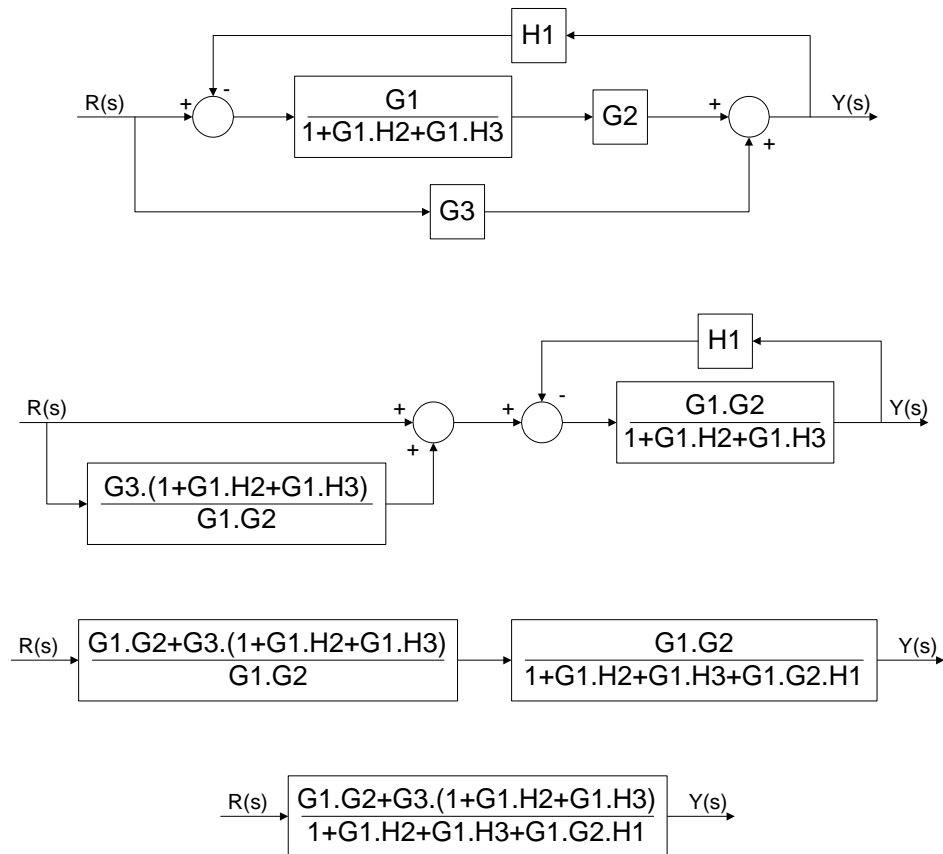 H1
R(s)
+
-
G1
1+G1.H2+G1.H3
G2
+
+
Y(s)
G3
H1
R(s)
+
+
+
-
G1.G2
1+G1.H2+G1.H3
Y(s)
G3.(1+G1.H2+G1.H3)
G1.G2
R(s)
G1.G2+G3.(1+G1.H2+G1.H3)
G1.G2
G1.G2
1+G1.H2+G1.H3+G1.G2.H1
Y(s)
R(s)
G1.G2+G3.(1+G1.H2+G1.H3)
1+G1.H2+G1.H3+G1.G2.H1
Y(s)